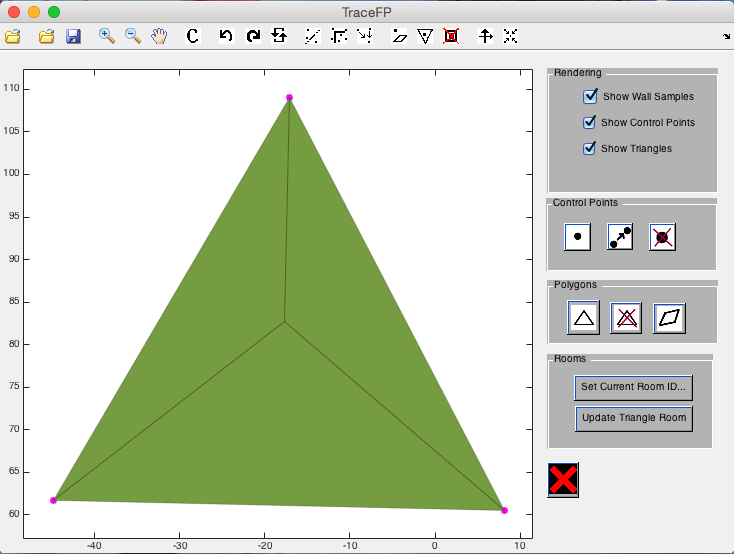 TraceFP
C
110
105
100
95
90
85
80
75
70
65
60
-40
-30
-20
-10
0
10
Rendering
Show Wall Samples
Show Control Points
Show Triangles
Control Points
Polygons
Rooms
Set Current Room ID...
Update Triangle Room